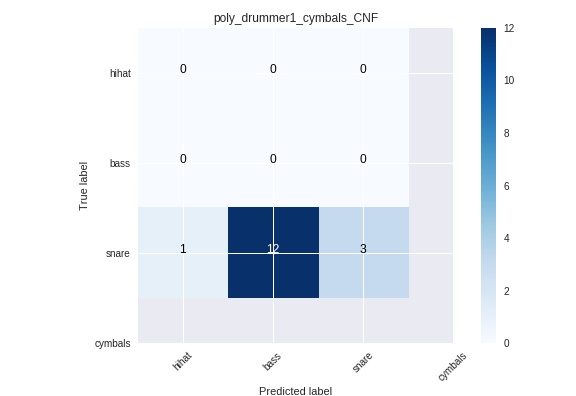 poly_drummer1_cymbals_CNF
True label
hihat 0 0 0
bass 0 0 0
snare 1 12 3
cymbals
hihat bass snare cymbals
Predicted label
12
10
8
6
4
2
0